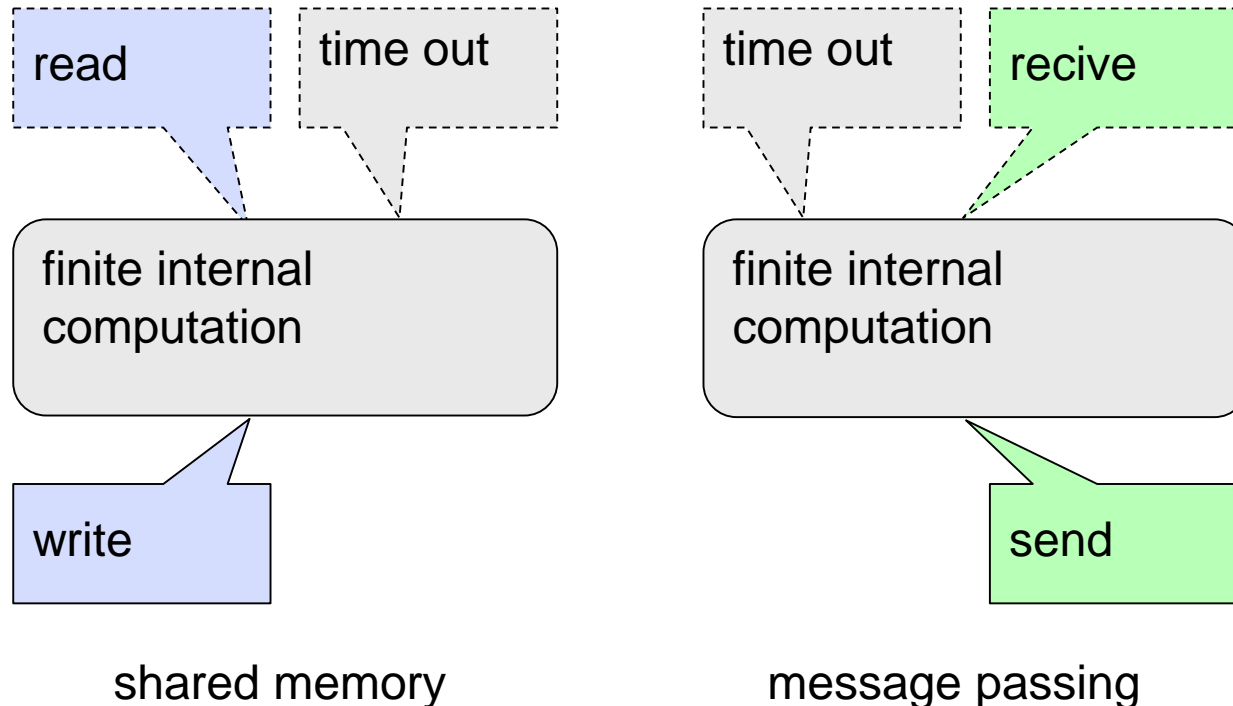 read
time out
time out
recive
finite internal
computation
finite internal
computation
write
send
shared memory
message passing